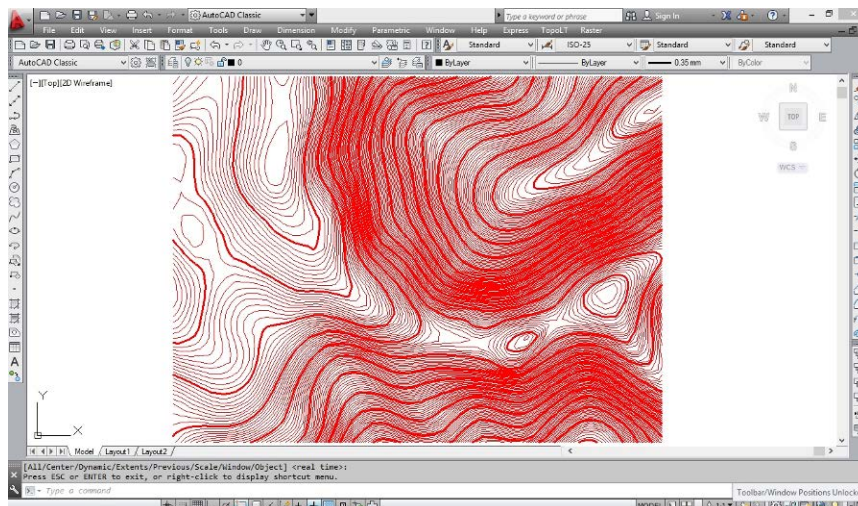 AutoCAD Classic
Type a keyword or phrase
Sign In
File Edit View Insert Format Tools Draw Dimension Modify Parametric Window Help Express TopoLT Raster
Standard ISO-25 Standard Standard
AutoCAD Classic 0 ByLayer ByLayer 0.35 mm ByColor
[−][Top][2D Wireframe]
N
W TOP E
S
WCS
Y
X
Model Layout1 Layout2
[All/Center/Dynamic/Extents/Previous/Scale/Window/Object] <real time>:
Press ESC or ENTER to exit, or right-click to display shortcut menu.
Type a command
Toolbar/Window Positions Unlocked
MODEL 1:1